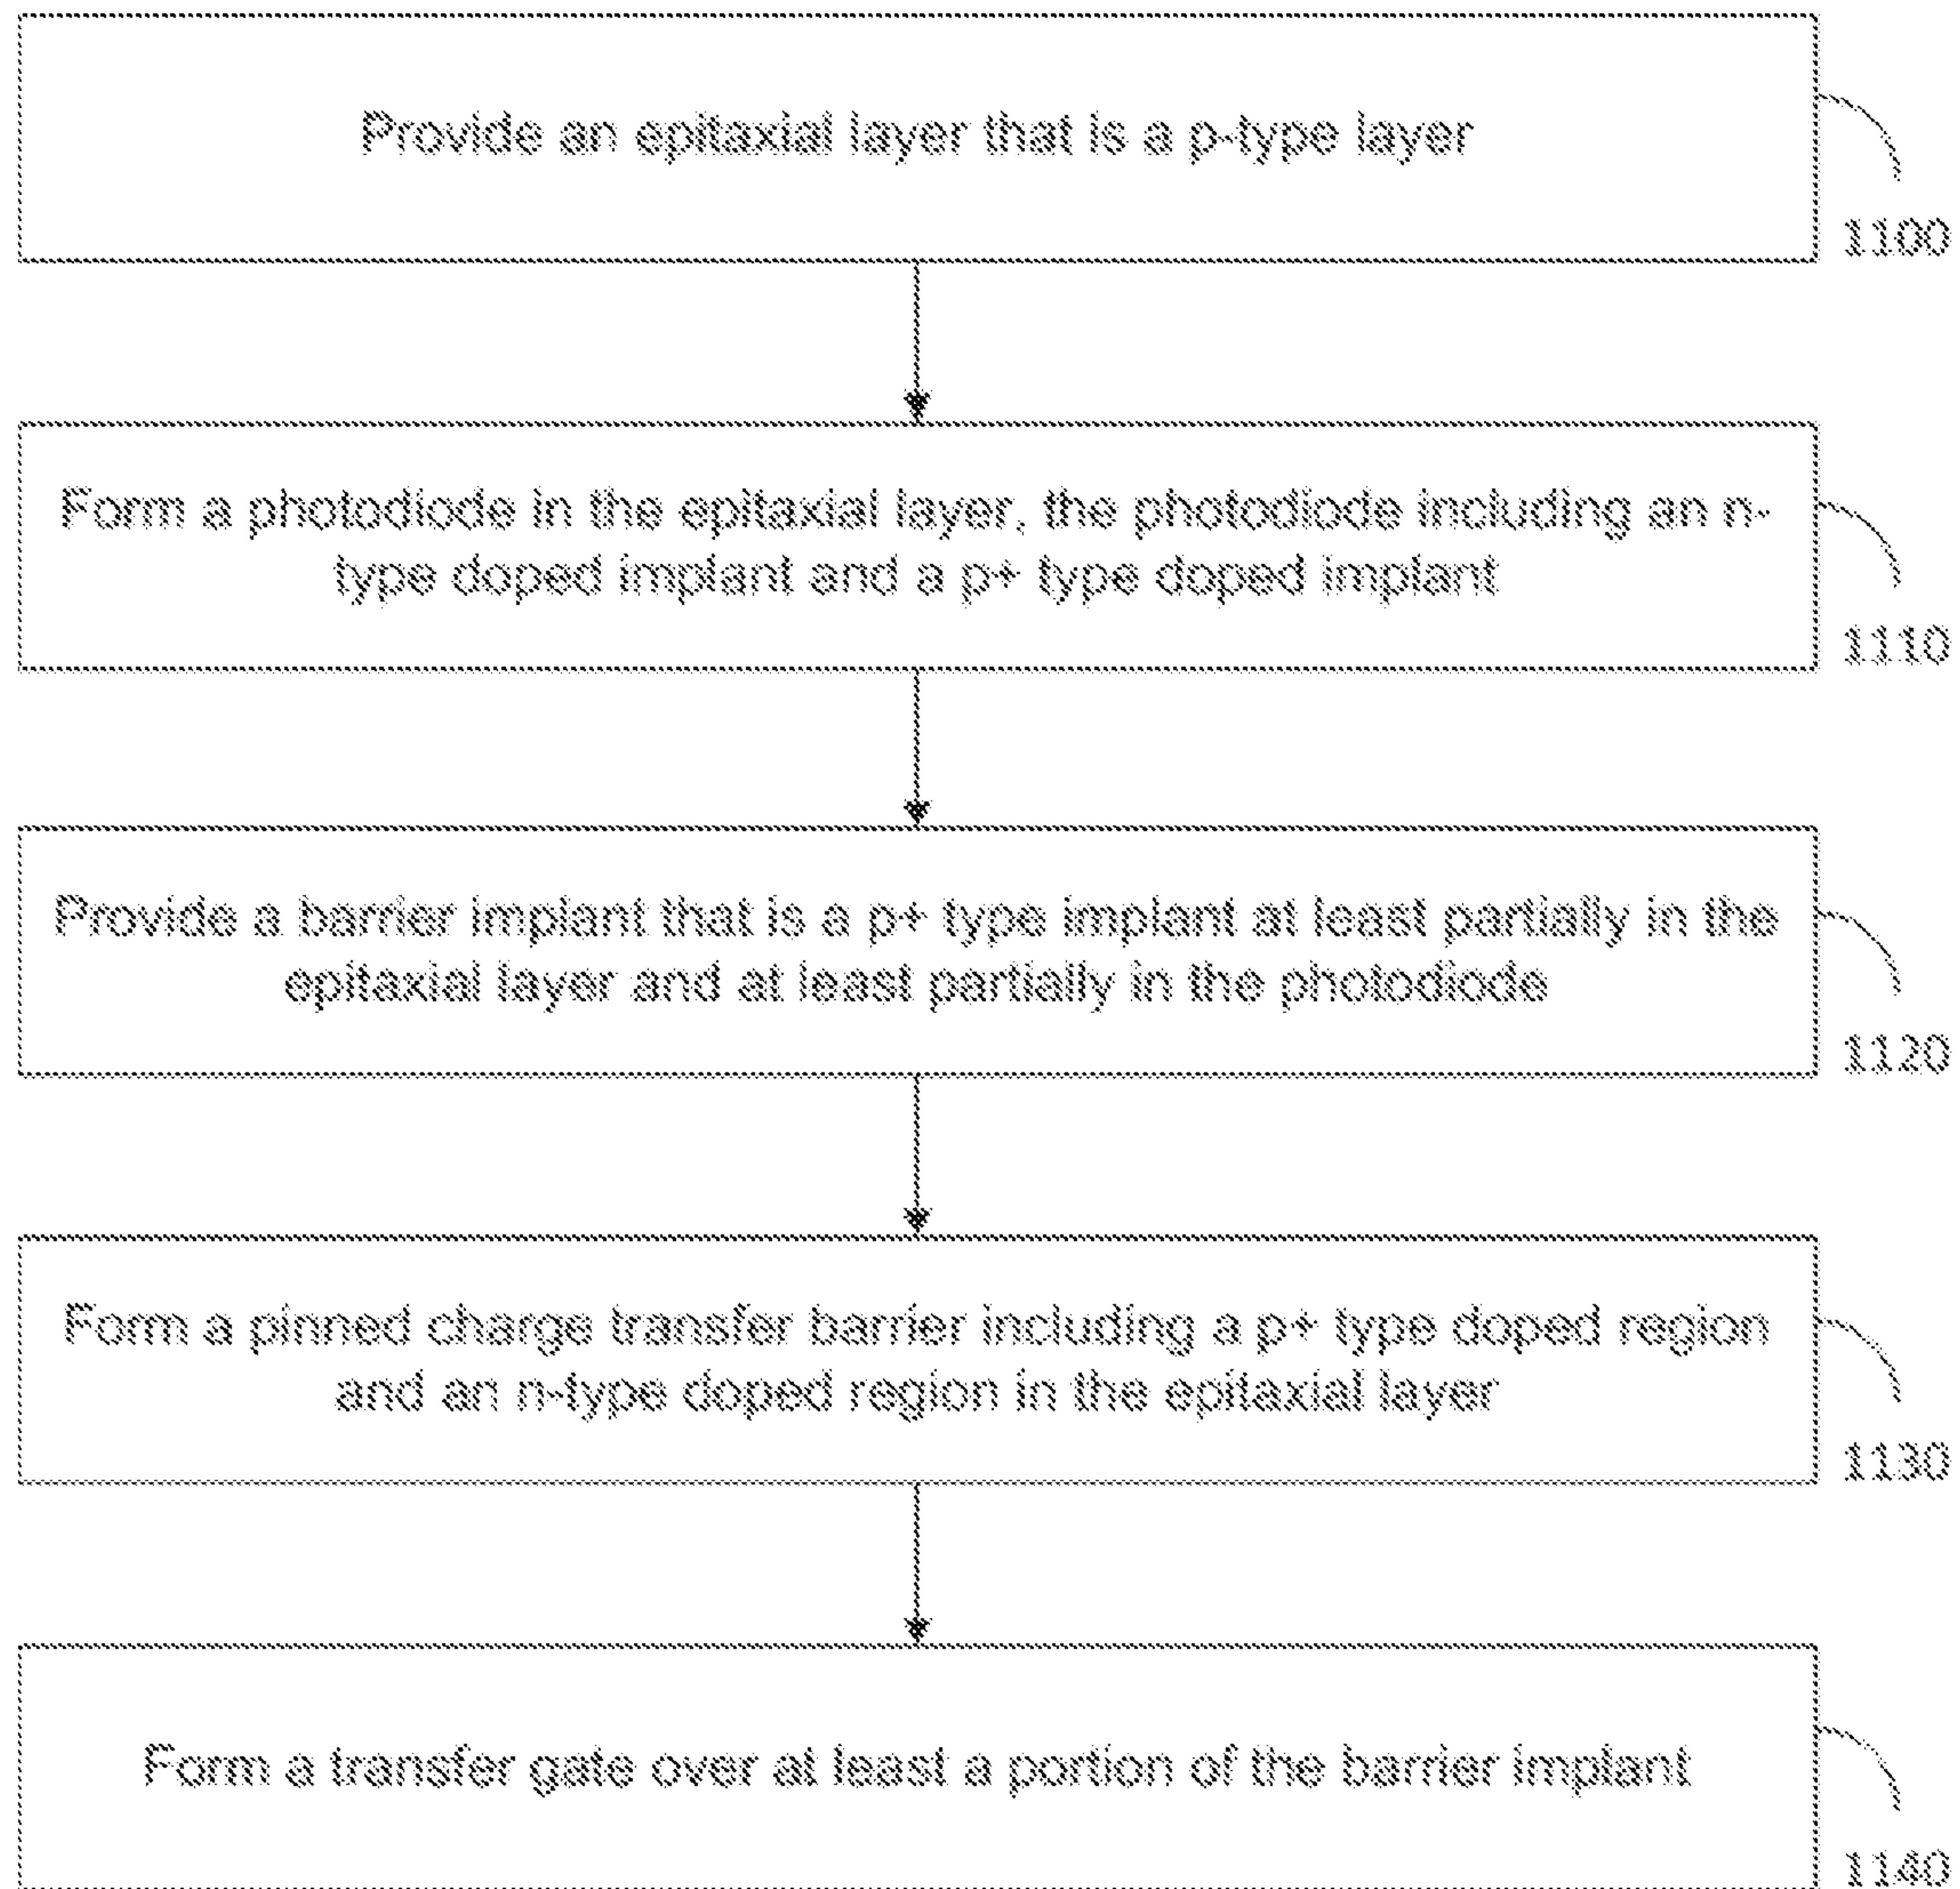 Provide an epitaxial layer that is a p-type layer
1100
Form a photodiode in the epitaxial layer, the photodiode including an n-
type doped implant and a p+ type doped implant
1110
Provide a barrier implant that is a p+ type implant at least partially in the
epitaxial layer and at least partially in the photodiode
1120
Form a pinned charge transfer barrier including a p+ type doped region
and an n-type doped region in the epitaxial layer
1130
Form a transfer gate over at least a portion of the barrier implant
1140